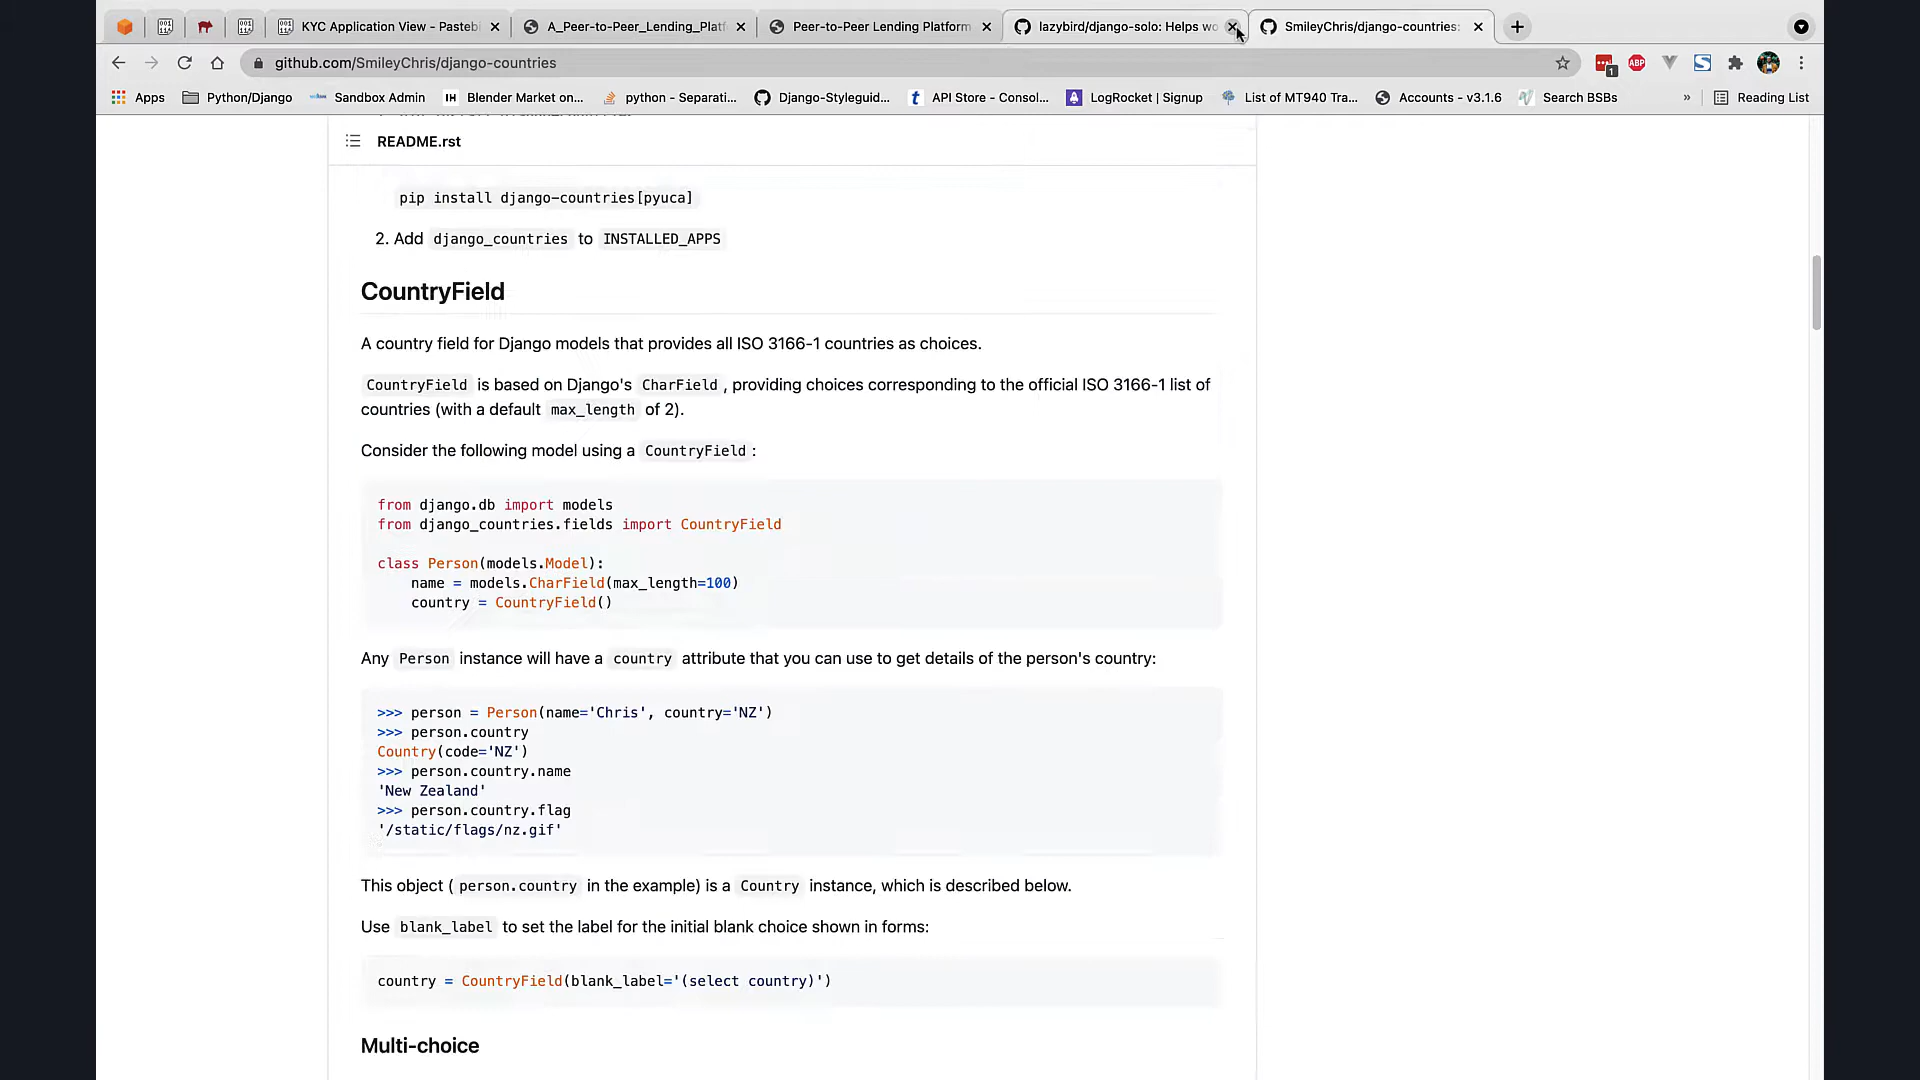 KYC Application View - Pastebi
A_Peer-to-Peer_Lending_Platf
Peer-to-Peer Lending Platform
lazybird/django-solo: Helps wo
SmileyChris/django-countries:
github.com/SmileyChris/django-countries
1
ABP
Apps
Python/Django
Sandbox Admin
IH Blender Market on...
python - Separati...
Django-Styleguid...
t API Store - Consol...
LogRocket | Signup
List of MT940 Tra...
Accounts - v3.1.6
Search BSBs
»
Reading List
README.rst
pip install django-countries[pyuca]
2. Add django_countries to INSTALLED_APPS
CountryField
A country field for Django models that provides all ISO 3166-1 countries as choices.
CountryField is based on Django's CharField , providing choices corresponding to the official ISO 3166-1 list of
countries (with a default max_length of 2).
Consider the following model using a CountryField :
from django.db import models
from django_countries.fields import CountryField
class Person(models.Model):
    name = models.CharField(max_length=100)
    country = CountryField()
Any Person instance will have a country attribute that you can use to get details of the person's country:
>>> person = Person(name='Chris', country='NZ')
>>> person.country
Country(code='NZ')
>>> person.country.name
'New Zealand'
>>> person.country.flag
'/static/flags/nz.gif'
This object ( person.country in the example) is a Country instance, which is described below.
Use blank_label to set the label for the initial blank choice shown in forms:
country = CountryField(blank_label='(select country)')
Multi-choice